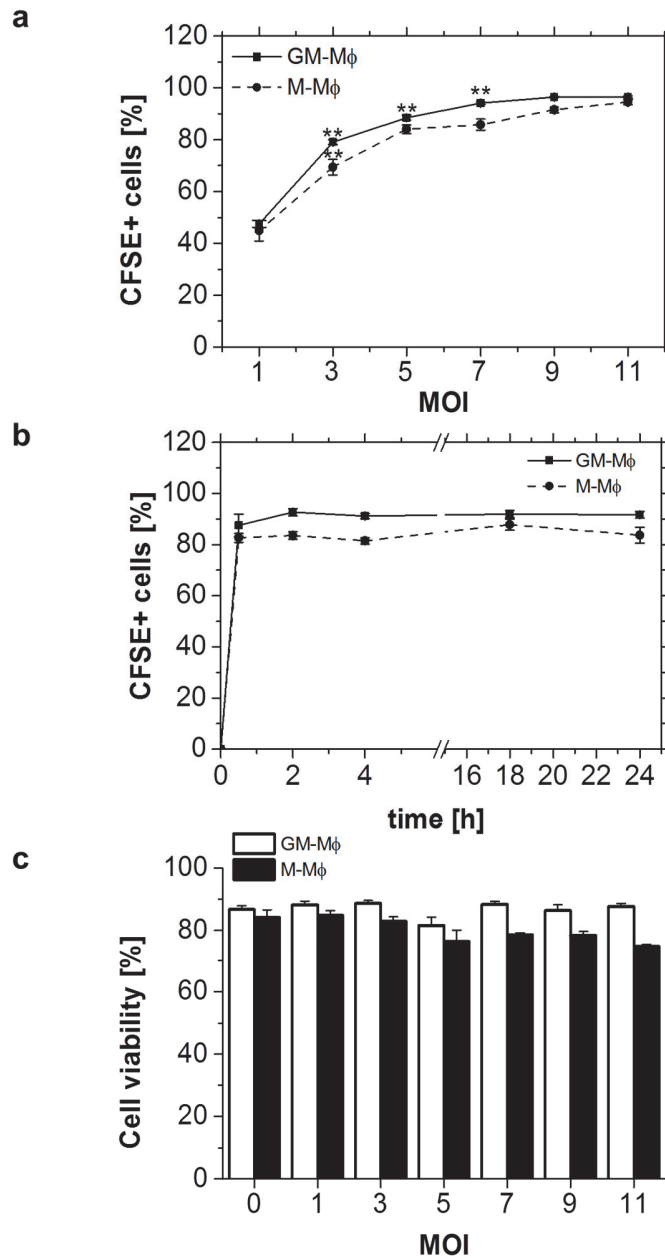 a
120
100
80
60
40
20
0
CFSE+ cells [%]
GM-Mϕ
M-Mϕ
**
**
**
**
1 3 5 7 9 11
MOI
b
120
100
80
60
40
20
0
CFSE+ cells [%]
GM-Mϕ
M-Mϕ
0 2 4 16 18 20 22 24
time [h]
c
GM-Mϕ
M-Mϕ
100
80
60
40
20
0
Cell viability [%]
0 1 3 5 7 9 11
MOI